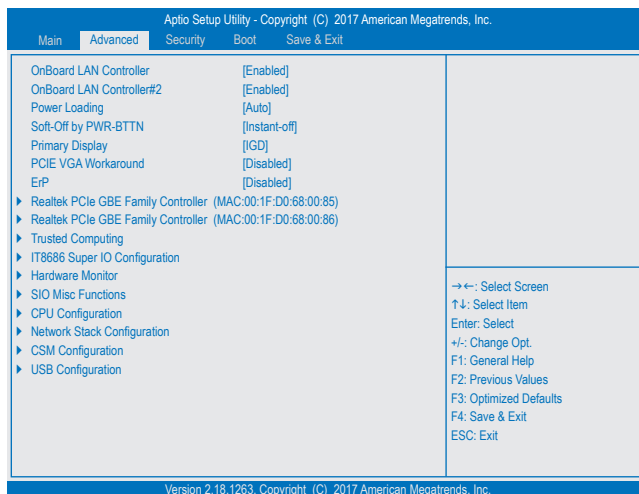 Aptio Setup Utility - Copyright (C) 2017 American Megatrends, Inc.
Main Advanced Security Boot Save & Exit
OnBoard LAN Controller [Enabled]
OnBoard LAN Controller#2 [Enabled]
Power Loading [Auto]
Soft-Off by PWR-BTTN [Instant-off]
Primary Display [IGD]
PCIE VGA Workaround [Disabled]
ErP [Disabled]
Realtek PCIe GBE Family Controller (MAC:00:1F:D0:68:00:85)
Realtek PCIe GBE Family Controller (MAC:00:1F:D0:68:00:86)
Trusted Computing
IT8686 Super IO Configuration
Hardware Monitor
SIO Misc Functions
CPU Configuration
Network Stack Configuration
CSM Configuration
USB Configuration
→←: Select Screen
↑↓: Select Item
Enter: Select
+/-: Change Opt.
F1: General Help
F2: Previous Values
F3: Optimized Defaults
F4: Save & Exit
ESC: Exit
Version 2.18.1263. Copyright (C) 2017 American Megatrends, Inc.